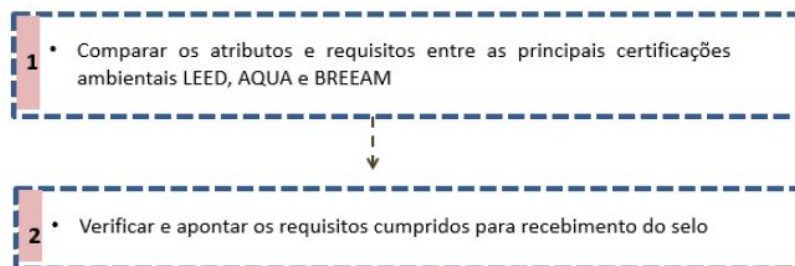 1 • Comparar os atributos e requisitos entre as principais certificações
ambientais LEED, AQUA e BREEAM
2 • Verificar e apontar os requisitos cumpridos para recebimento do selo